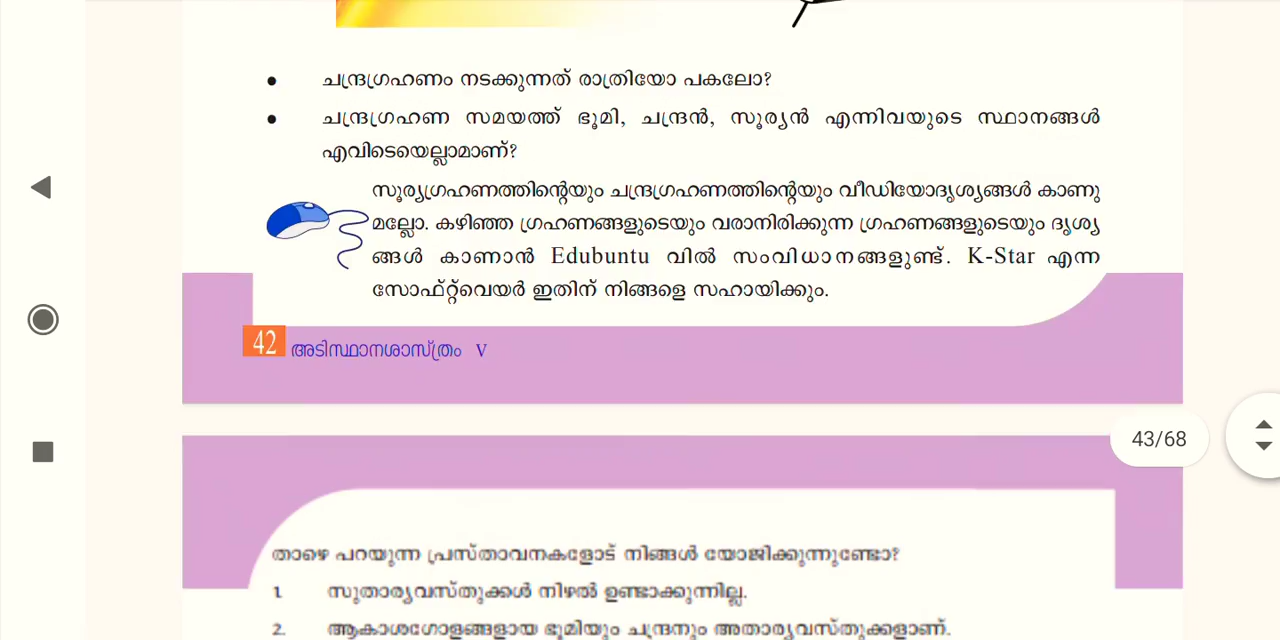 • ചന്ദ്രഗ്രഹണം നടക്കുന്നത് രാത്രിയോ പകലോ?
• ചന്ദ്രഗ്രഹണ സമയത്ത് ഭൂമി, ചന്ദ്രൻ, സൂര്യൻ എന്നിവയുടെ സ്ഥാനങ്ങൾ
എവിടെയെല്ലാമാണ്?
സൂര്യഗ്രഹണത്തിന്റെയും ചന്ദ്രഗ്രഹണത്തിന്റെയും വീഡിയോദൃശ്യങ്ങൾ കാണു
മല്ലോ. കഴിഞ്ഞ ഗ്രഹണങ്ങളുടെയും വരാനിരിക്കുന്ന ഗ്രഹണങ്ങളുടെയും ദൃശ്യ
ങ്ങൾ കാണാൻ Edubuntu വിൽ സംവിധാനങ്ങളുണ്ട്. K-Star എന്ന
സോഫ്റ്റ്‌വെയർ ഇതിന് നിങ്ങളെ സഹായിക്കും.
42 അടിസ്ഥാനശാസ്ത്രം V
43/68
താഴെ പറയുന്ന പ്രസ്താവനകളോട് നിങ്ങൾ യോജിക്കുന്നുണ്ടോ?
1. സുതാര്യവസ്തുക്കൾ നിഴൽ ഉണ്ടാക്കുന്നില്ല.
2. ആകാശഗോളങ്ങളായ ഭൂമിയും ചന്ദ്രനും അതാര്യവസ്തുക്കളാണ്.